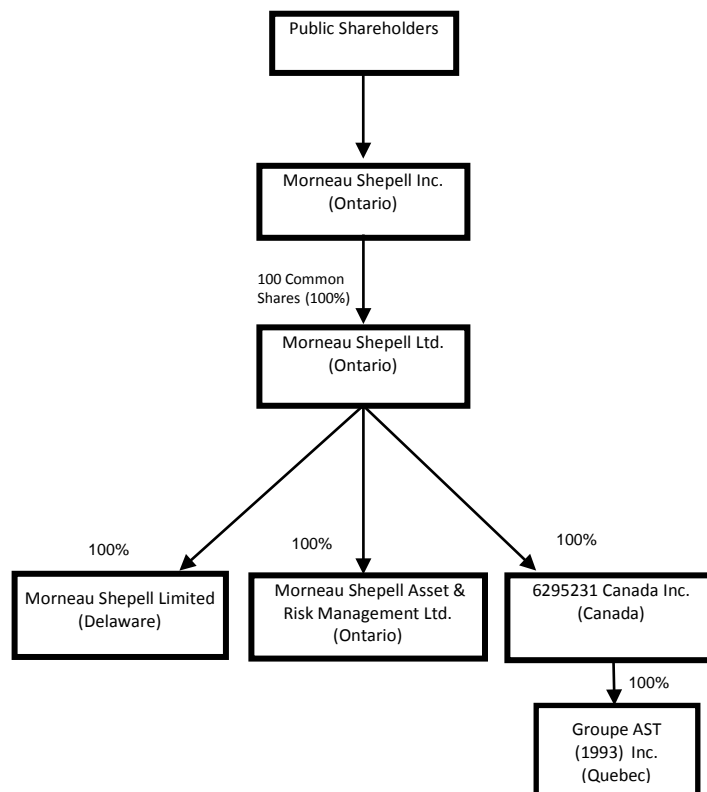 Public Shareholders
Morneau Shepell Inc.
(Ontario)
100 Common
Shares (100%)
Morneau Shepell Ltd.
(Ontario)
100%
100%
100%
Morneau Shepell Limited
(Delaware)
Morneau Shepell Asset &
Risk Management Ltd.
(Ontario)
6295231 Canada Inc.
(Canada)
100%
Groupe AST
(1993) Inc.
(Quebec)